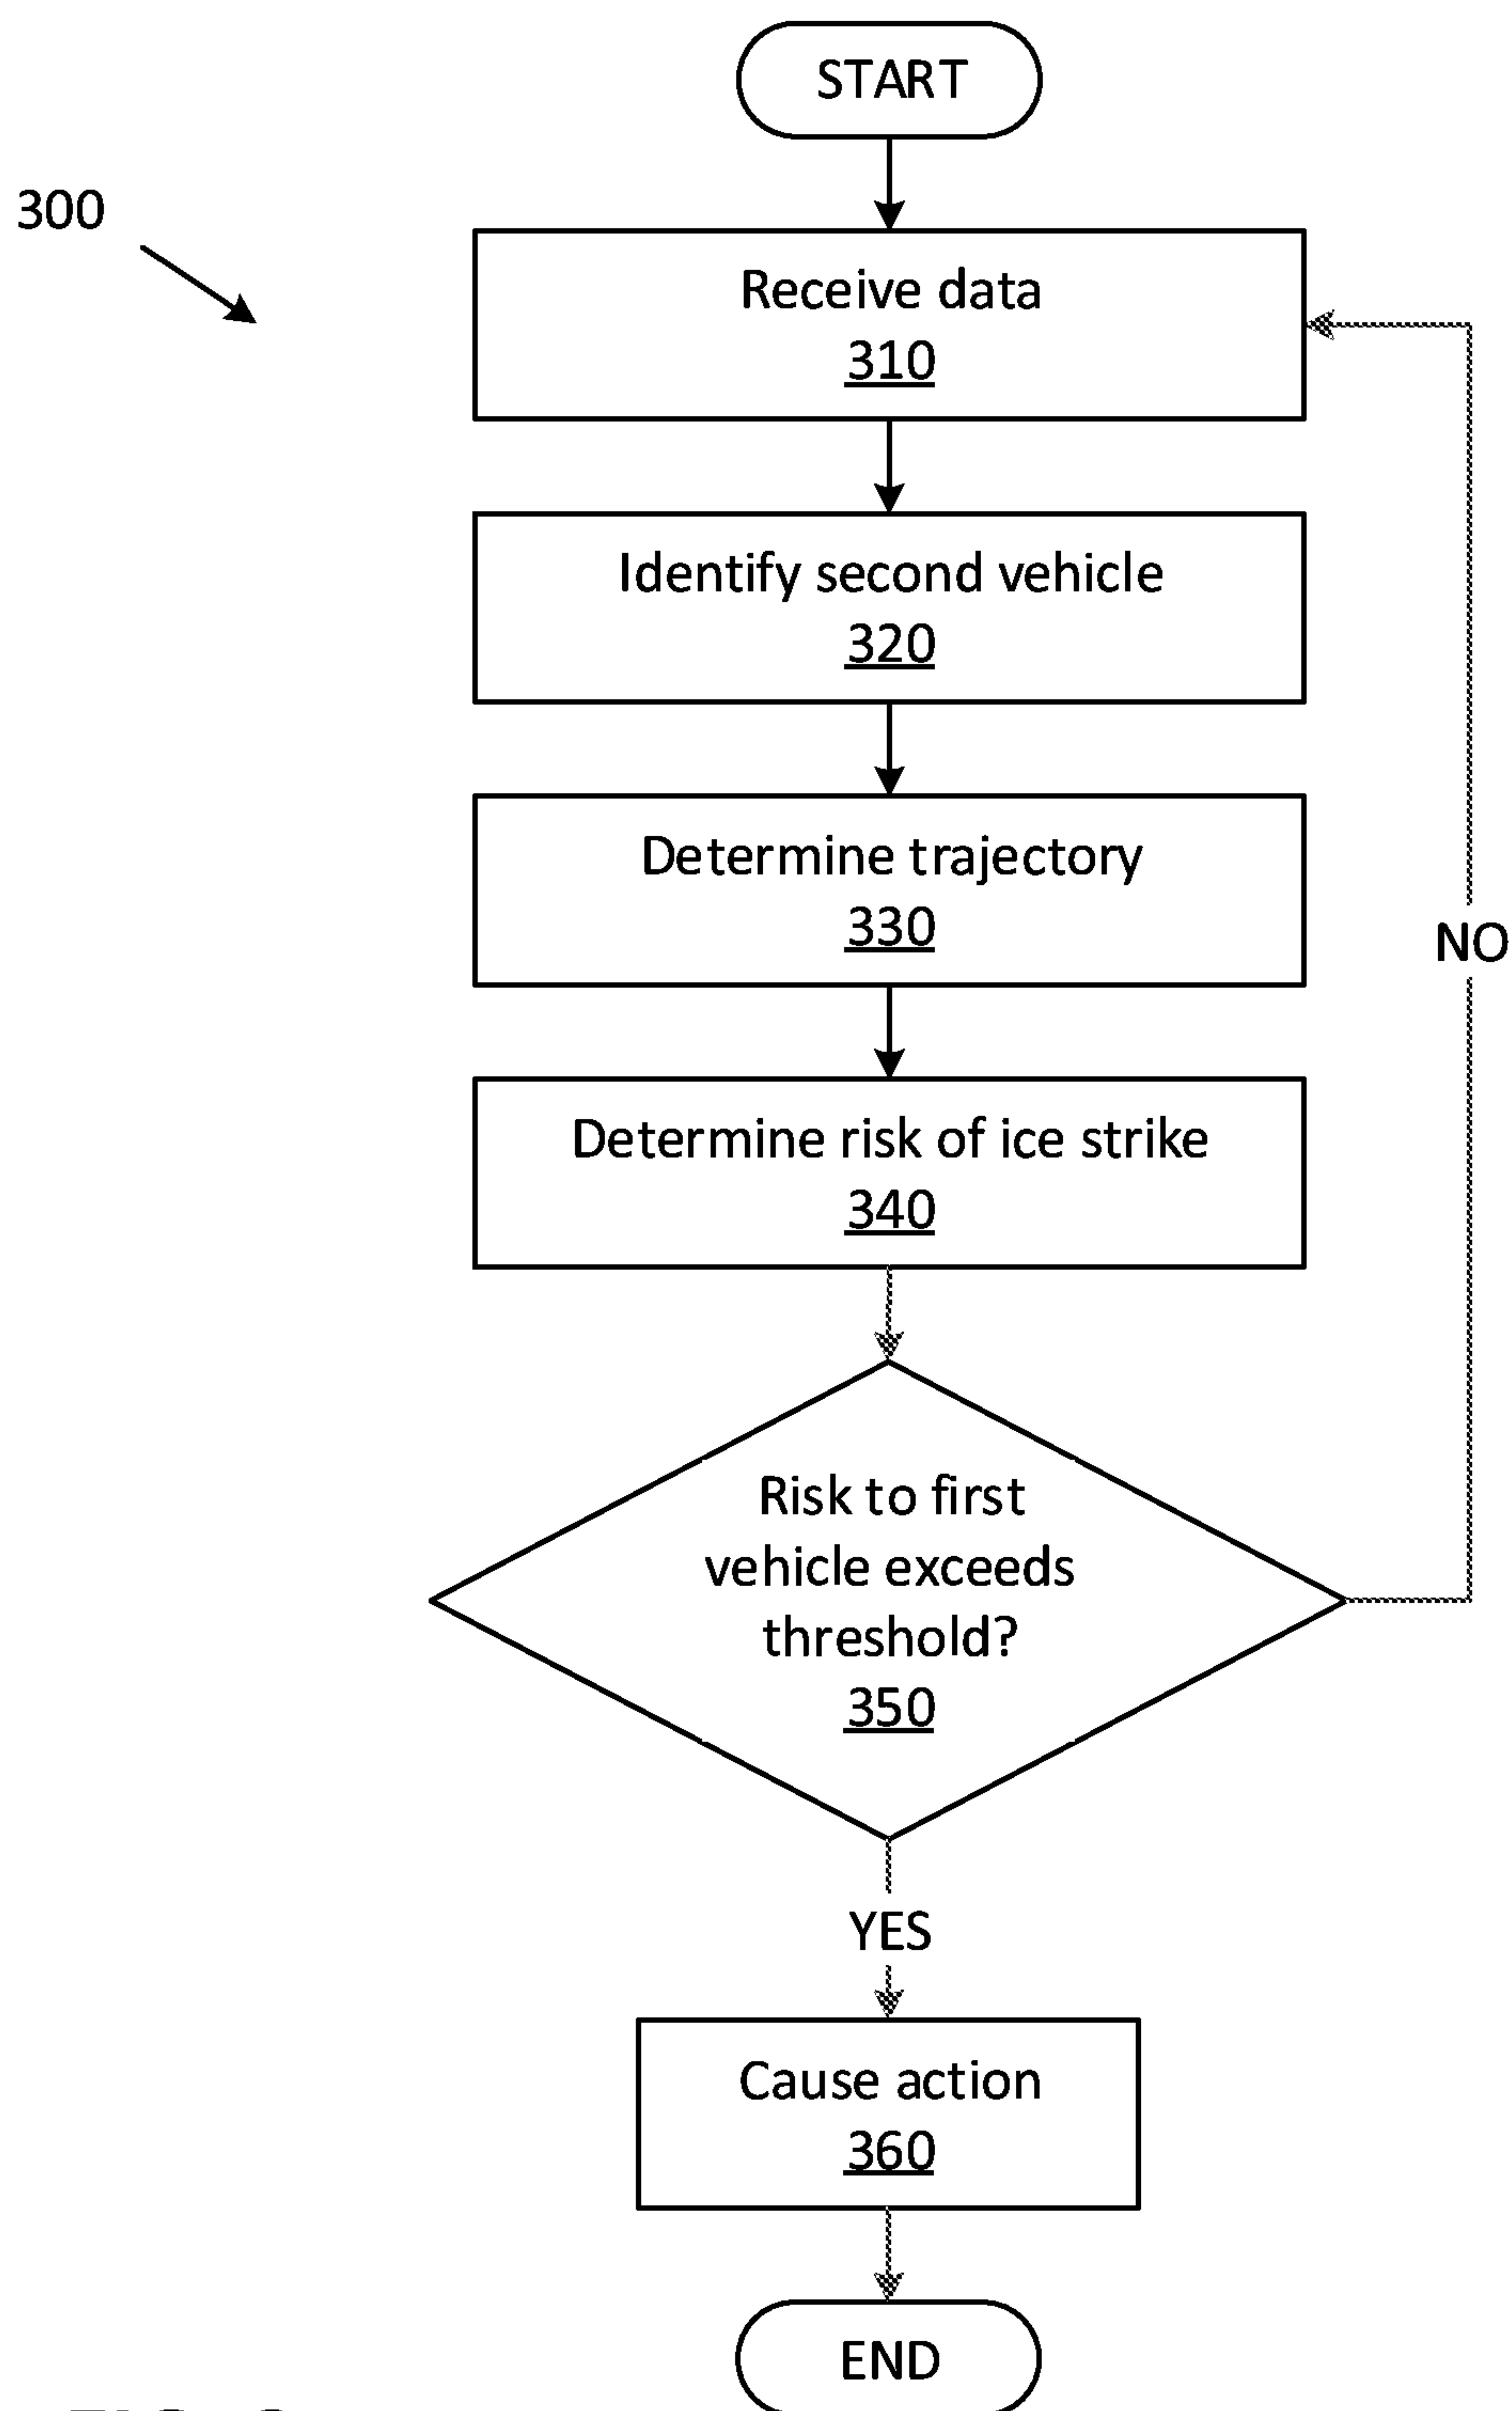 START
300
Receive data
310
Identify second vehicle
320
Determine trajectory
330
NO
Determine risk of ice strike
340
Risk to first
vehicle exceeds
threshold?
350
YES
Cause action
360
END